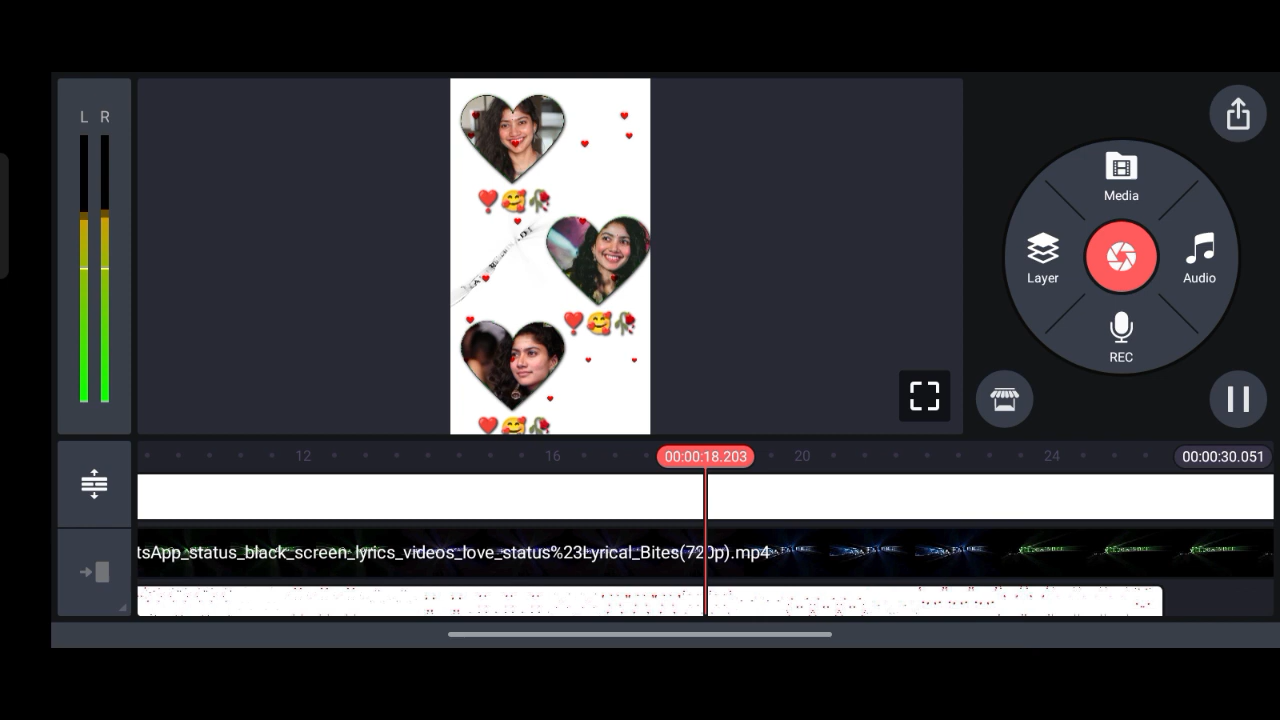 L R
Media
Layer
Audio
REC
12
16
00:00:18.203
20
24
00:00:30.051
tsApp_status_black_screen_lyrics_videos_love_status%23Lyrical_Bites(720p).mp4